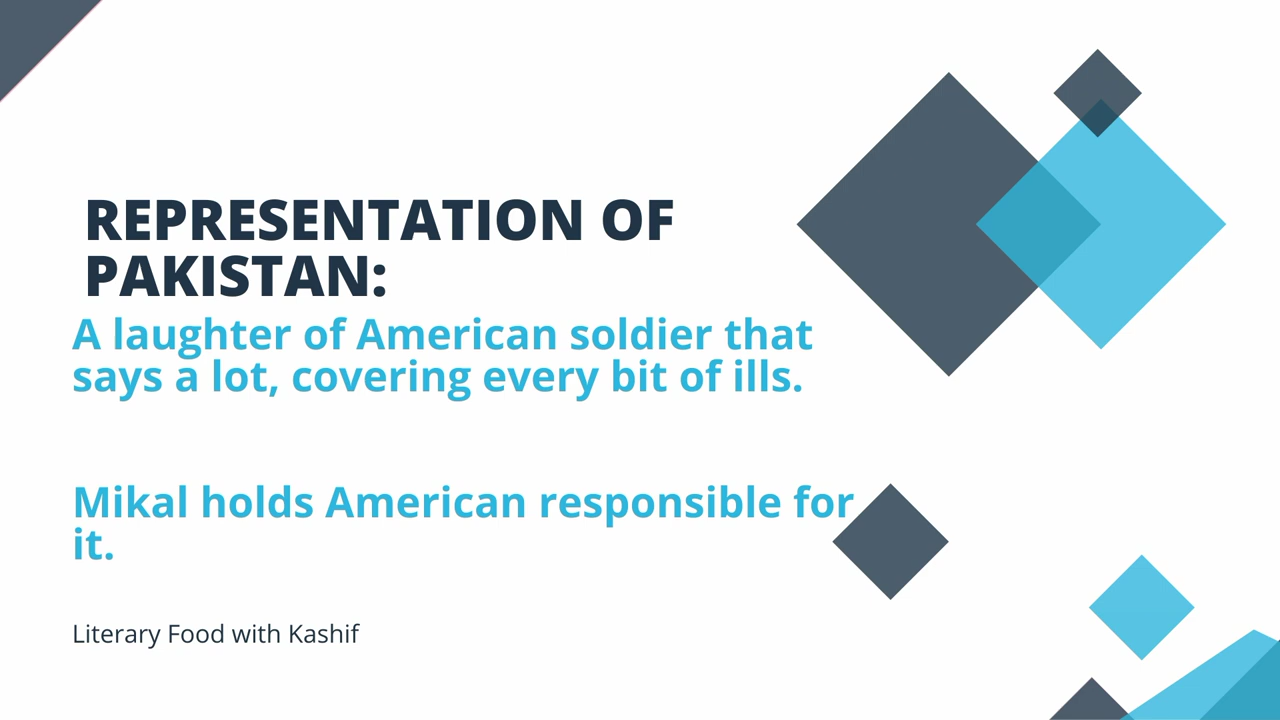 REPRESENTATION OF
PAKISTAN:
A laughter of American soldier that
says a lot, covering every bit of ills.
Mikal holds American responsible for
it.
Literary Food with Kashif